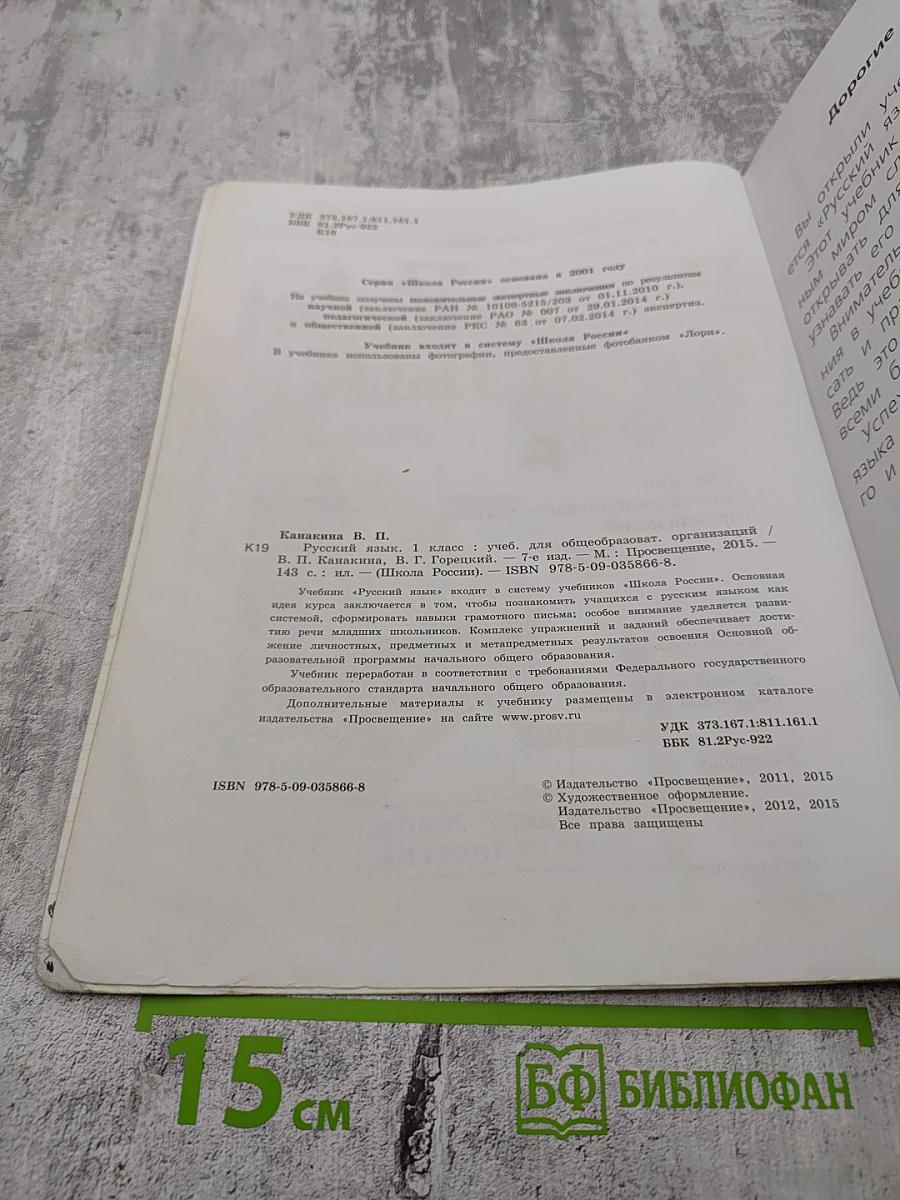 УДК 373.167.1:811.161.1
ББК 81.2Рус-922
К19
Серия «Школа России» основана в 2001 году
На учебник получены положительные экспертные заключения по результатам
научной (заключение РАН № 10106-5215/203 от 01.11.2010 г.),
педагогической (заключение РАО № 007 от 29.01.2014 г.)
и общественной (заключение РКС № 63 от 07.02.2014 г.) экспертиз.
Учебник входит в систему «Школа России»
В учебнике использованы фотографии, предоставленные фотобанком «Лори».
Канакина В. П.
К19 Русский язык. 1 класс : учеб. для общеобразоват. организаций /
В. П. Канакина, В. Г. Горецкий. — 7-е изд. — М. : Просвещение, 2015. —
143 с. : ил. — (Школа России). — ISBN 978-5-09-035866-8.
Учебник «Русский язык» входит в систему учебников «Школа России». Основная
идея курса заключается в том, чтобы познакомить учащихся с русским языком как
системой, сформировать навыки грамотного письма; особое внимание уделяется разви-
тию речи младших школьников. Комплекс упражнений и заданий обеспечивает дости-
жение личностных, предметных и метапредметных результатов освоения Основной об-
разовательной программы начального общего образования.
Учебник переработан в соответствии с требованиями Федерального государственного
образовательного стандарта начального общего образования.
Дополнительные материалы к учебнику размещены в электронном каталоге
издательства «Просвещение» на сайте www.prosv.ru
УДК 373.167.1:811.161.1
ББК 81.2Рус-922
ISBN 978-5-09-035866-8
© Издательство «Просвещение», 2011, 2015
© Художественное оформление.
Издательство «Просвещение», 2012, 2015
Все права защищены
Дорогие
Вы открыли уче
ется «Русский яз
Этот учебник
ным миром сл
открывать для
узнавать его
Внимательн
ния в учеб
сать и пр
Ведь это
всеми б
Успех
языка
го и
15 см
БФ БИБЛИОФАН